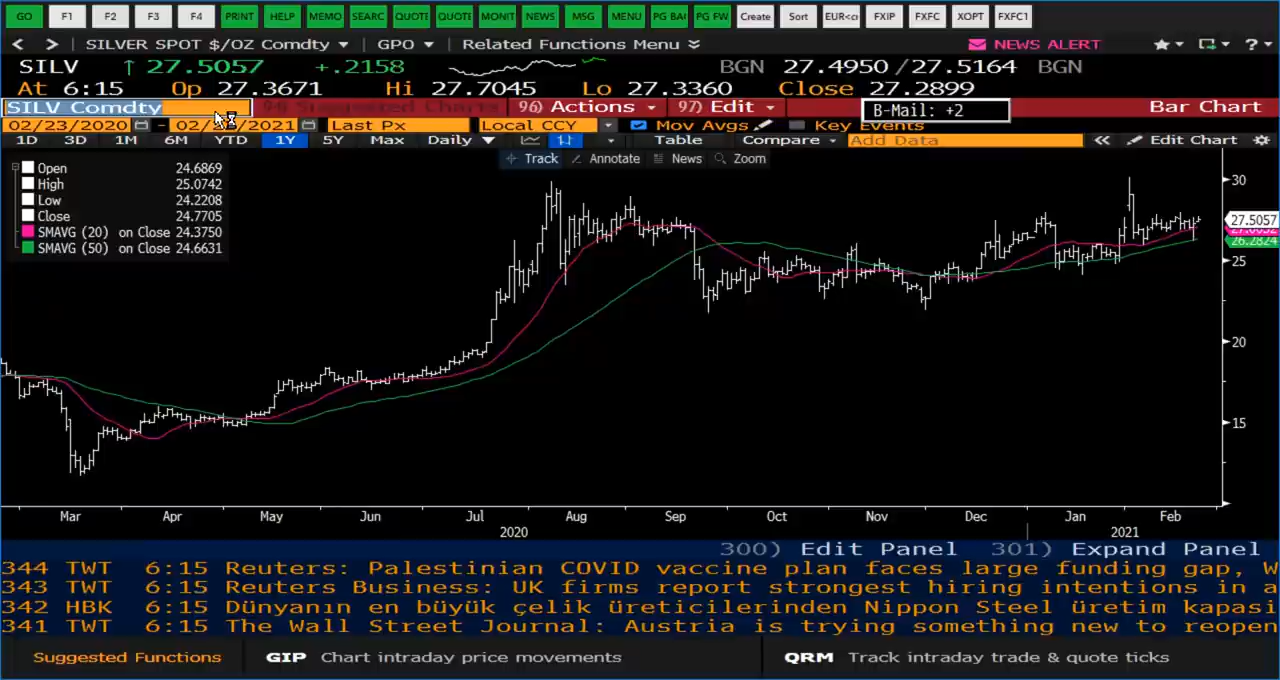 GO F1 F2 F3 F4 PRINT HELP MEMO SEARC QUOTE QUOTE MONIT NEWS MSG MENU PG BA PG FW Create Sort EUR<cu FXIP FXFC XOPT FXFC1
< > SILVER SPOT $/OZ Comdty GPO Related Functions Menu NEWS ALERT ?
SILV ↑ 27.5057 +.2158 BGN 27.4950 /27.5164 BGN
At 6:15 Op 27.3671 Hi 27.7045 Lo 27.3360 Close 27.2899
SILV Comdty 94) Suggested Charts 96) Actions 97) Edit B-Mail: +2 Bar Chart
02/23/2020 - 02/ /2021 Last Px Local CCY Mov Avgs Key Events
1D 3D 1M 6M YTD 1Y 5Y Max Daily Table Compare Add Data « Edit Chart
Track Annotate News Zoom
Open 24.6869
High 25.0742
Low 24.2208
Close 24.7705
SMAVG (20) on Close 24.3750
SMAVG (50) on Close 24.6631
30
27.5057
26.2824
25
20
15
Mar Apr May Jun Jul Aug Sep Oct Nov Dec Jan Feb
2020 2021
300) Edit Panel 301) Expand Panel
344 TWT 6:15 Reuters: Palestinian COVID vaccine plan faces large funding gap, W
343 TWT 6:15 Reuters Business: UK firms report strongest hiring intentions in a
342 HBK 6:15 Dünyanın en büyük çelik üreticilerinden Nippon Steel üretim kapasi
341 TWT 6:15 The Wall Street Journal: Austria is trying something new to reopen
Suggested Functions GIP Chart intraday price movements QRM Track intraday trade & quote ticks